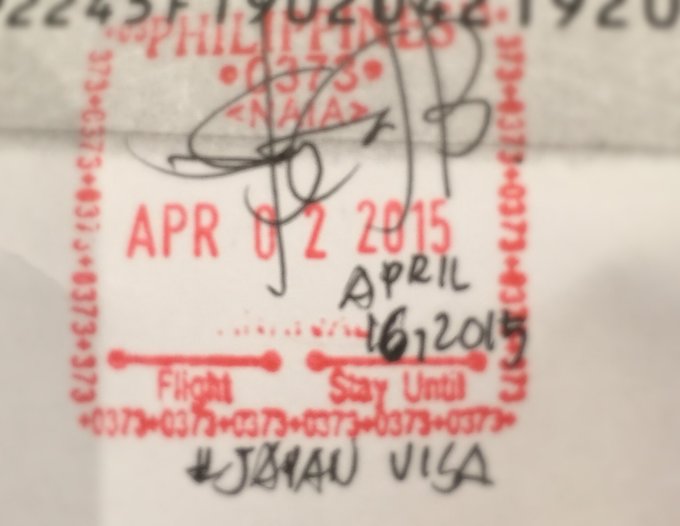 PHILIPPINES
•0373•
<NAIA>
APR 02 2015
APRIL
16, 2015
Flight Stay Until
+0373+0373+0373+0373+0373+0373+
#JAPAN VISA